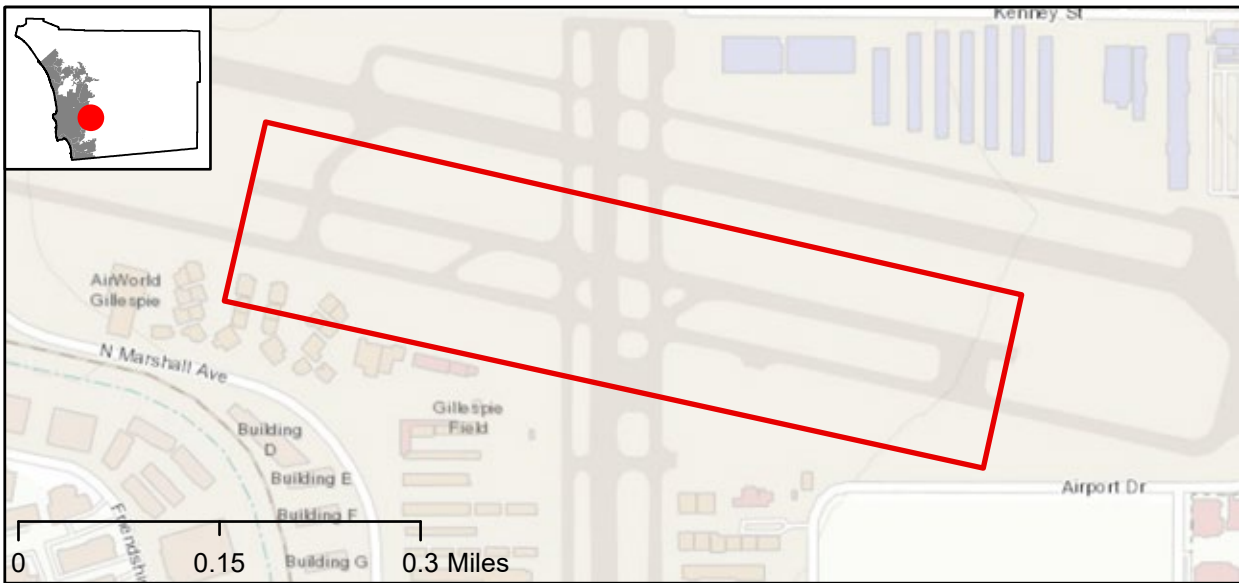 Kenney St
AirWorld
Gillespie
N Marshall Ave
Gillespie
Field
Building
D
Building E
Building F
Building G
Airport Dr
0
0.15
0.3 Miles